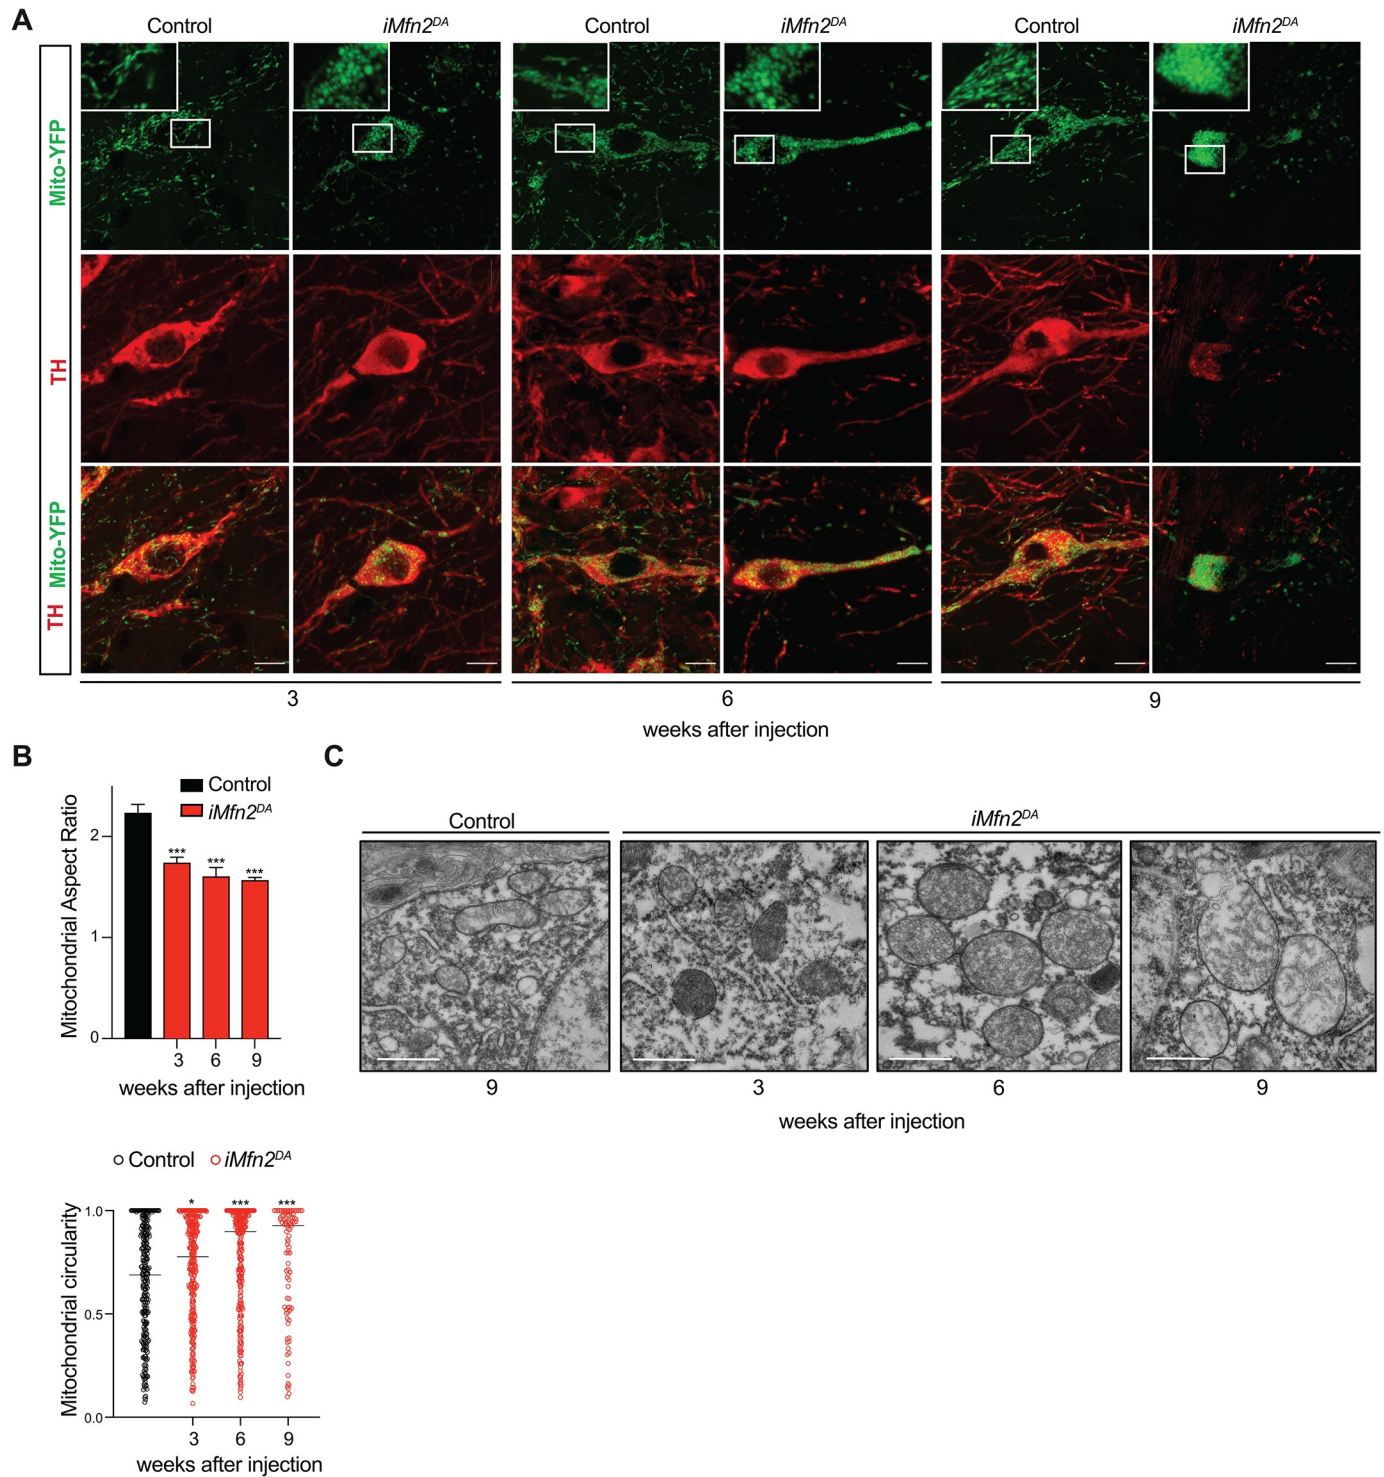 A
Control
iMfn2DA
Control
iMfn2DA
Control
iMfn2DA
Mito-YFP
TH
TH Mito-YFP
3
6
9
weeks after injection
B
Control
iMfn2DA
Mitochondrial Aspect Ratio
2
1
0
***
***
***
3
6
9
weeks after injection
C
Control
iMfn2DA
9
3
6
9
weeks after injection
Control
iMfn2DA
Mitochondrial circularity
1.0
0.5
0.0
*
***
***
3
6
9
weeks after injection